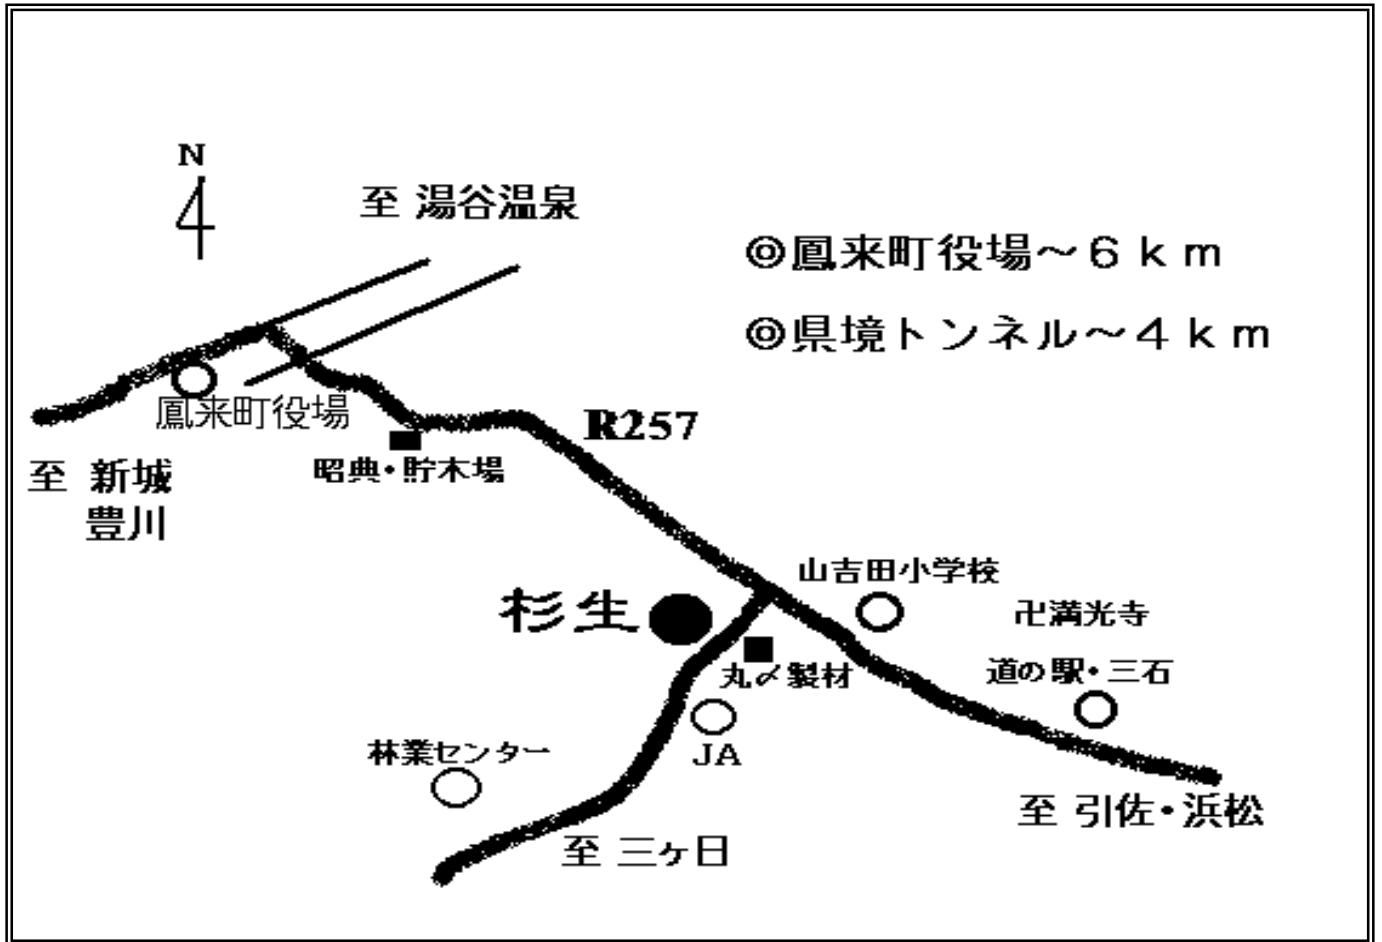 N
至 湯谷温泉
◎鳳来町役場～６ｋｍ
◎県境トンネル～４ｋｍ
鳳来町役場
R257
昭典・貯木場
至 新城
豊川
山吉田小学校
杉生
卍満光寺
丸〆製材
道の駅・三石
林業センター
JA
至 引佐・浜松
至 三ヶ日